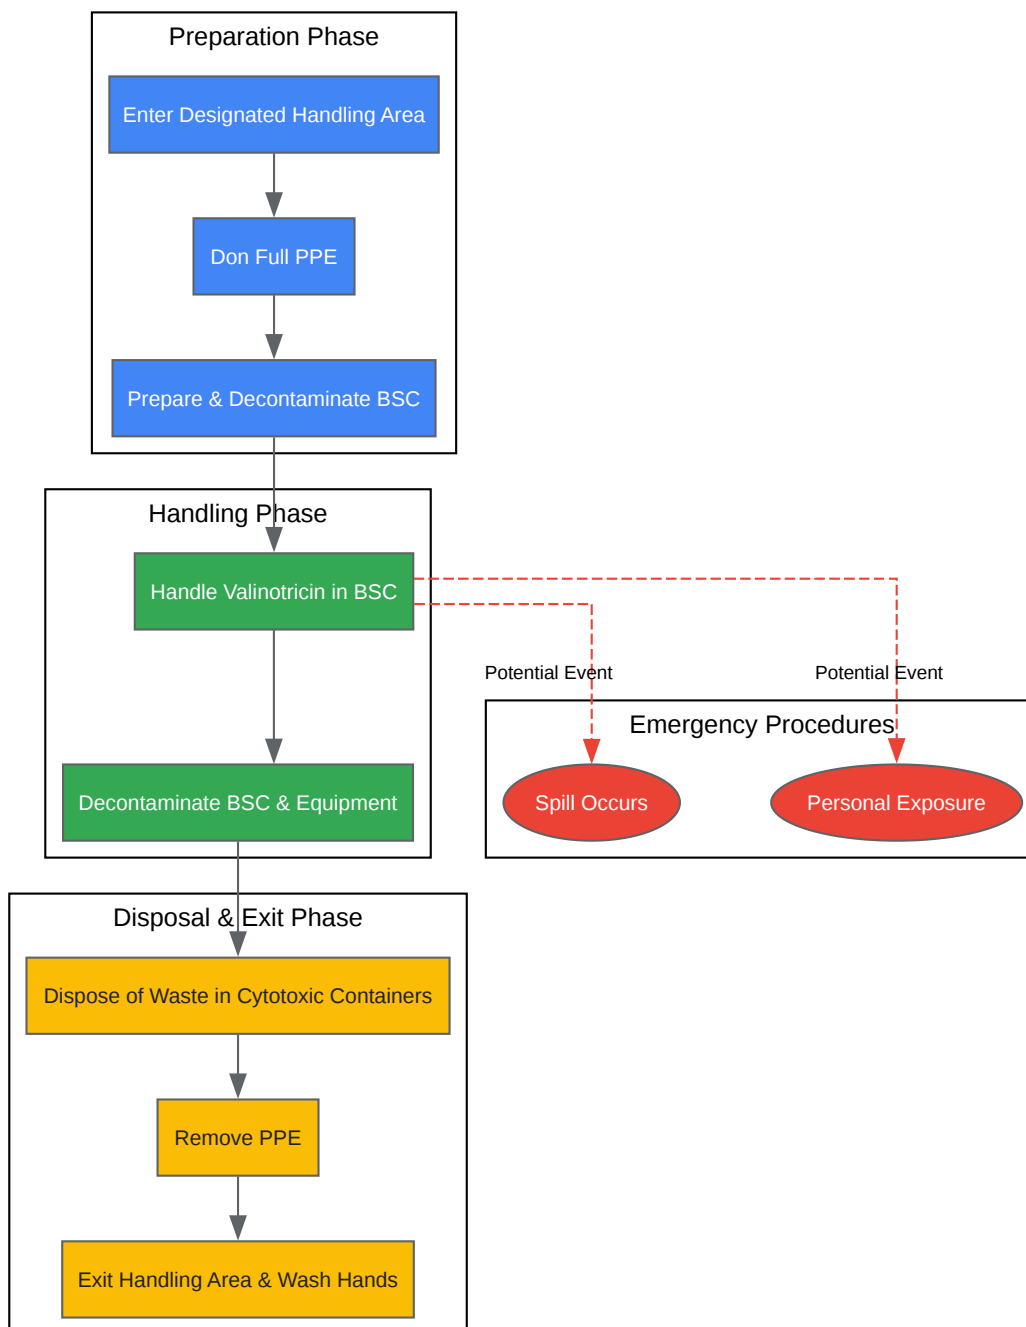 Preparation Phase
Enter Designated Handling Area
Don Full PPE
Prepare & Decontaminate BSC
Handling Phase
Handle Valinotricin in BSC
Potential Event
Potential Event
Emergency Procedures
Decontaminate BSC & Equipment
Spill Occurs
Personal Exposure
Disposal & Exit Phase
Dispose of Waste in Cytotoxic Containers
Remove PPE
Exit Handling Area & Wash Hands